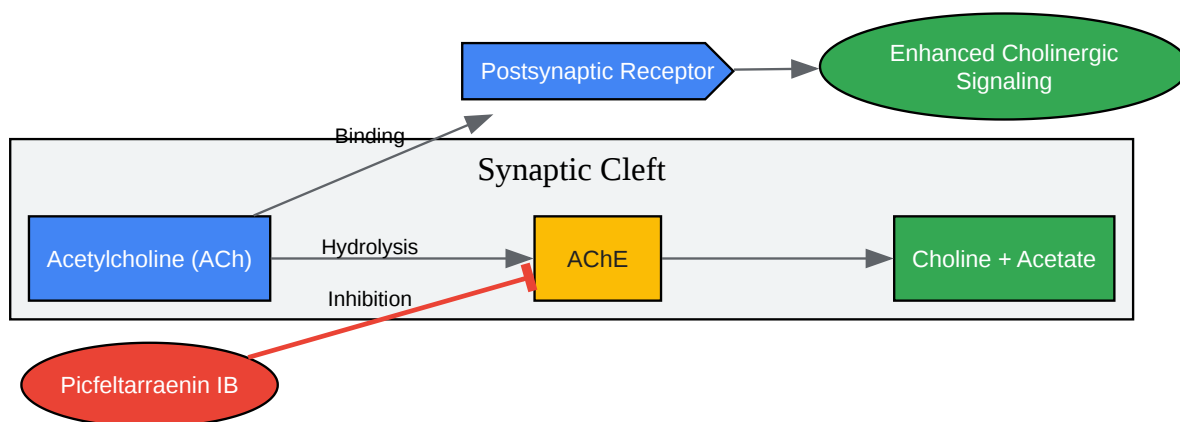 Enhanced Cholinergic
Signaling
Postsynaptic Receptor
Binding
Synaptic Cleft
Acetylcholine (ACh)
Hydrolysis
AChE
Choline + Acetate
Inhibition
Picfeltarraenin IB